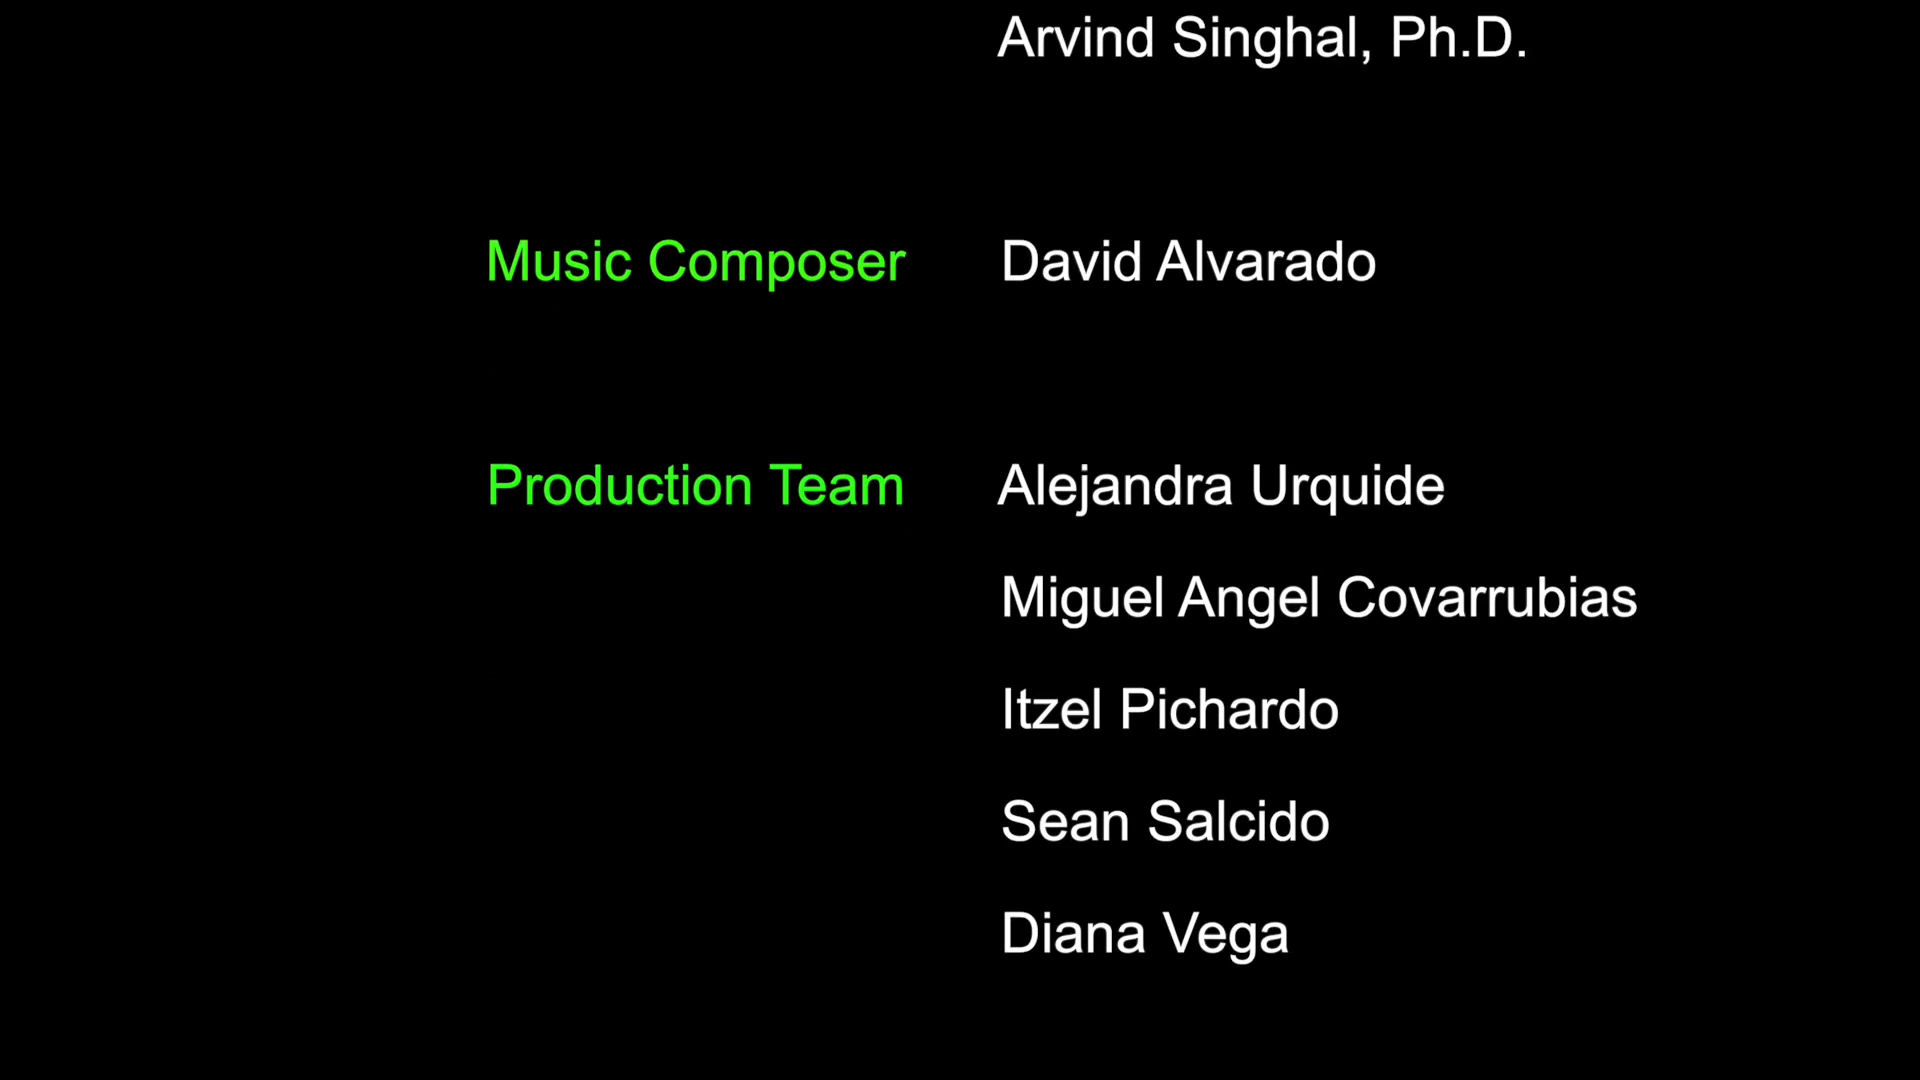 Arvind Singhal, Ph.D.
Music Composer David Alvarado
Production Team Alejandra Urquide
Miguel Angel Covarrubias
Itzel Pichardo
Sean Salcido
Diana Vega